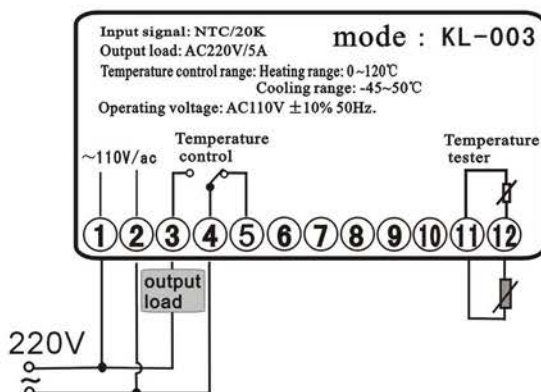 Input signal: NTC/20K
Output load: AC220V/5A
mode : KL-003
Temperature control range: Heating range: 0~120℃
Cooling range: -45~50℃
Operating voltage: AC110V ±10% 50Hz.
~110V/ac
Temperature
control
Temperature
tester
1 2 3 4 5 6 7 8 9 10 11 12
output
load
220V
~